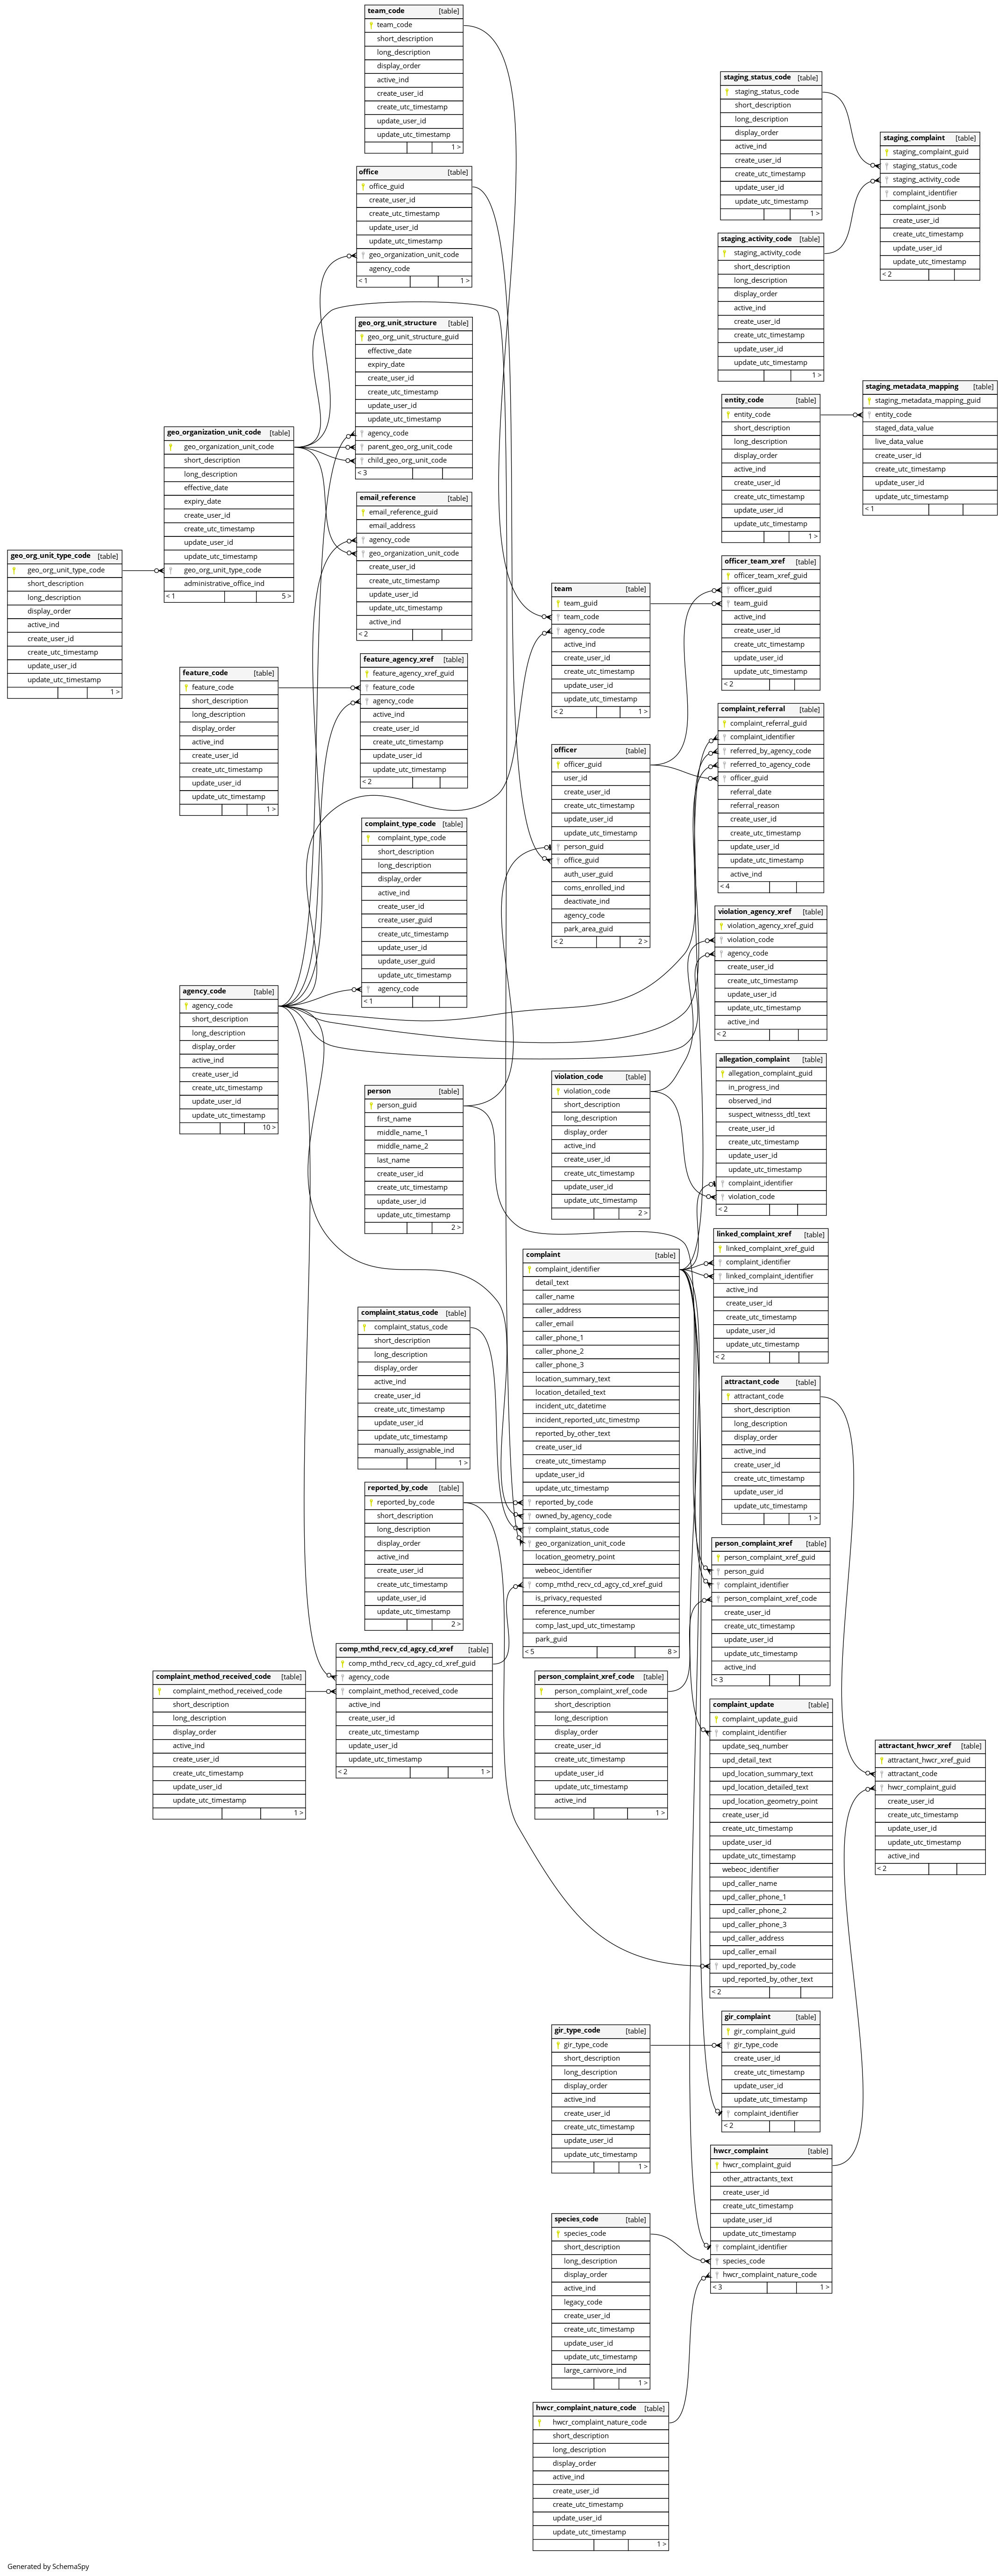 team_code [table]
team_code
short_description
long_description
display_order
active_ind
create_user_id
create_utc_timestamp
update_user_id
update_utc_timestamp
1 >
office [table]
office_guid
create_user_id
create_utc_timestamp
update_user_id
update_utc_timestamp
geo_organization_unit_code
agency_code
< 1 1 >
geo_org_unit_structure [table]
geo_org_unit_structure_guid
effective_date
expiry_date
create_user_id
create_utc_timestamp
update_user_id
update_utc_timestamp
agency_code
parent_geo_org_unit_code
child_geo_org_unit_code
< 3
geo_organization_unit_code [table]
geo_organization_unit_code
short_description
long_description
effective_date
expiry_date
create_user_id
create_utc_timestamp
update_user_id
update_utc_timestamp
geo_org_unit_type_code
administrative_office_ind
< 1 5 >
email_reference [table]
email_reference_guid
email_address
agency_code
geo_organization_unit_code
create_user_id
create_utc_timestamp
update_user_id
update_utc_timestamp
active_ind
< 2
geo_org_unit_type_code [table]
geo_org_unit_type_code
short_description
long_description
display_order
active_ind
create_user_id
create_utc_timestamp
update_user_id
update_utc_timestamp
1 >
feature_code [table]
feature_code
short_description
long_description
display_order
active_ind
create_user_id
create_utc_timestamp
update_user_id
update_utc_timestamp
1 >
feature_agency_xref [table]
feature_agency_xref_guid
feature_code
agency_code
active_ind
create_user_id
create_utc_timestamp
update_user_id
update_utc_timestamp
< 2
complaint_type_code [table]
complaint_type_code
short_description
long_description
display_order
active_ind
create_user_id
create_user_guid
create_utc_timestamp
update_user_id
update_user_guid
update_utc_timestamp
agency_code
< 1
agency_code [table]
agency_code
short_description
long_description
display_order
active_ind
create_user_id
create_utc_timestamp
update_user_id
update_utc_timestamp
10 >
person [table]
person_guid
first_name
middle_name_1
middle_name_2
last_name
create_user_id
create_utc_timestamp
update_user_id
update_utc_timestamp
2 >
complaint_status_code [table]
complaint_status_code
short_description
long_description
display_order
active_ind
create_user_id
create_utc_timestamp
update_user_id
update_utc_timestamp
manually_assignable_ind
1 >
reported_by_code [table]
reported_by_code
short_description
long_description
display_order
active_ind
create_user_id
create_utc_timestamp
update_user_id
update_utc_timestamp
2 >
comp_mthd_recv_cd_agcy_cd_xref [table]
comp_mthd_recv_cd_agcy_cd_xref_guid
agency_code
complaint_method_received_code
active_ind
create_user_id
create_utc_timestamp
update_user_id
update_utc_timestamp
< 2 1 >
complaint_method_received_code [table]
complaint_method_received_code
short_description
long_description
display_order
active_ind
create_user_id
create_utc_timestamp
update_user_id
update_utc_timestamp
1 >
team [table]
team_guid
team_code
agency_code
active_ind
create_user_id
create_utc_timestamp
update_user_id
update_utc_timestamp
< 2 1 >
officer [table]
officer_guid
user_id
create_user_id
create_utc_timestamp
update_user_id
update_utc_timestamp
person_guid
office_guid
auth_user_guid
coms_enrolled_ind
deactivate_ind
agency_code
park_area_guid
< 2 2 >
violation_code [table]
violation_code
short_description
long_description
display_order
active_ind
create_user_id
create_utc_timestamp
update_user_id
update_utc_timestamp
2 >
complaint [table]
complaint_identifier
detail_text
caller_name
caller_address
caller_email
caller_phone_1
caller_phone_2
caller_phone_3
location_summary_text
location_detailed_text
incident_utc_datetime
incident_reported_utc_timestmp
reported_by_other_text
create_user_id
create_utc_timestamp
update_user_id
update_utc_timestamp
reported_by_code
owned_by_agency_code
complaint_status_code
geo_organization_unit_code
location_geometry_point
webeoc_identifier
comp_mthd_recv_cd_agcy_cd_xref_guid
is_privacy_requested
reference_number
comp_last_upd_utc_timestamp
park_guid
< 5 8 >
person_complaint_xref_code [table]
person_complaint_xref_code
short_description
long_description
display_order
create_user_id
create_utc_timestamp
update_user_id
update_utc_timestamp
active_ind
1 >
gir_type_code [table]
gir_type_code
short_description
long_description
display_order
active_ind
create_user_id
create_utc_timestamp
update_user_id
update_utc_timestamp
1 >
species_code [table]
species_code
short_description
long_description
display_order
active_ind
legacy_code
create_user_id
create_utc_timestamp
update_user_id
update_utc_timestamp
large_carnivore_ind
1 >
hwcr_complaint_nature_code [table]
hwcr_complaint_nature_code
short_description
long_description
display_order
active_ind
create_user_id
create_utc_timestamp
update_user_id
update_utc_timestamp
1 >
staging_status_code [table]
staging_status_code
short_description
long_description
display_order
active_ind
create_user_id
create_utc_timestamp
update_user_id
update_utc_timestamp
1 >
staging_complaint [table]
staging_complaint_guid
staging_status_code
staging_activity_code
complaint_identifier
complaint_jsonb
create_user_id
create_utc_timestamp
update_user_id
update_utc_timestamp
< 2
staging_activity_code [table]
staging_activity_code
short_description
long_description
display_order
active_ind
create_user_id
create_utc_timestamp
update_user_id
update_utc_timestamp
1 >
entity_code [table]
entity_code
short_description
long_description
display_order
active_ind
create_user_id
create_utc_timestamp
update_user_id
update_utc_timestamp
1 >
staging_metadata_mapping [table]
staging_metadata_mapping_guid
entity_code
staged_data_value
live_data_value
create_user_id
create_utc_timestamp
update_user_id
update_utc_timestamp
< 1
officer_team_xref [table]
officer_team_xref_guid
officer_guid
team_guid
active_ind
create_user_id
create_utc_timestamp
update_user_id
update_utc_timestamp
< 2
complaint_referral [table]
complaint_referral_guid
complaint_identifier
referred_by_agency_code
referred_to_agency_code
officer_guid
referral_date
referral_reason
create_user_id
create_utc_timestamp
update_user_id
update_utc_timestamp
active_ind
< 4
violation_agency_xref [table]
violation_agency_xref_guid
violation_code
agency_code
create_user_id
create_utc_timestamp
update_user_id
update_utc_timestamp
active_ind
< 2
allegation_complaint [table]
allegation_complaint_guid
in_progress_ind
observed_ind
suspect_witnesss_dtl_text
create_user_id
create_utc_timestamp
update_user_id
update_utc_timestamp
complaint_identifier
violation_code
< 2
linked_complaint_xref [table]
linked_complaint_xref_guid
complaint_identifier
linked_complaint_identifier
active_ind
create_user_id
create_utc_timestamp
update_user_id
update_utc_timestamp
< 2
attractant_code [table]
attractant_code
short_description
long_description
display_order
active_ind
create_user_id
create_utc_timestamp
update_user_id
update_utc_timestamp
1 >
person_complaint_xref [table]
person_complaint_xref_guid
person_guid
complaint_identifier
person_complaint_xref_code
create_user_id
create_utc_timestamp
update_user_id
update_utc_timestamp
active_ind
< 3
complaint_update [table]
complaint_update_guid
complaint_identifier
update_seq_number
upd_detail_text
upd_location_summary_text
upd_location_detailed_text
upd_location_geometry_point
create_user_id
create_utc_timestamp
update_user_id
update_utc_timestamp
webeoc_identifier
upd_caller_name
upd_caller_phone_1
upd_caller_phone_2
upd_caller_phone_3
upd_caller_address
upd_caller_email
upd_reported_by_code
upd_reported_by_other_text
< 2
attractant_hwcr_xref [table]
attractant_hwcr_xref_guid
attractant_code
hwcr_complaint_guid
create_user_id
create_utc_timestamp
update_user_id
update_utc_timestamp
active_ind
< 2
gir_complaint [table]
gir_complaint_guid
gir_type_code
create_user_id
create_utc_timestamp
update_user_id
update_utc_timestamp
complaint_identifier
< 2
hwcr_complaint [table]
hwcr_complaint_guid
other_attractants_text
create_user_id
create_utc_timestamp
update_user_id
update_utc_timestamp
complaint_identifier
species_code
hwcr_complaint_nature_code
< 3 1 >
Generated by SchemaSpy